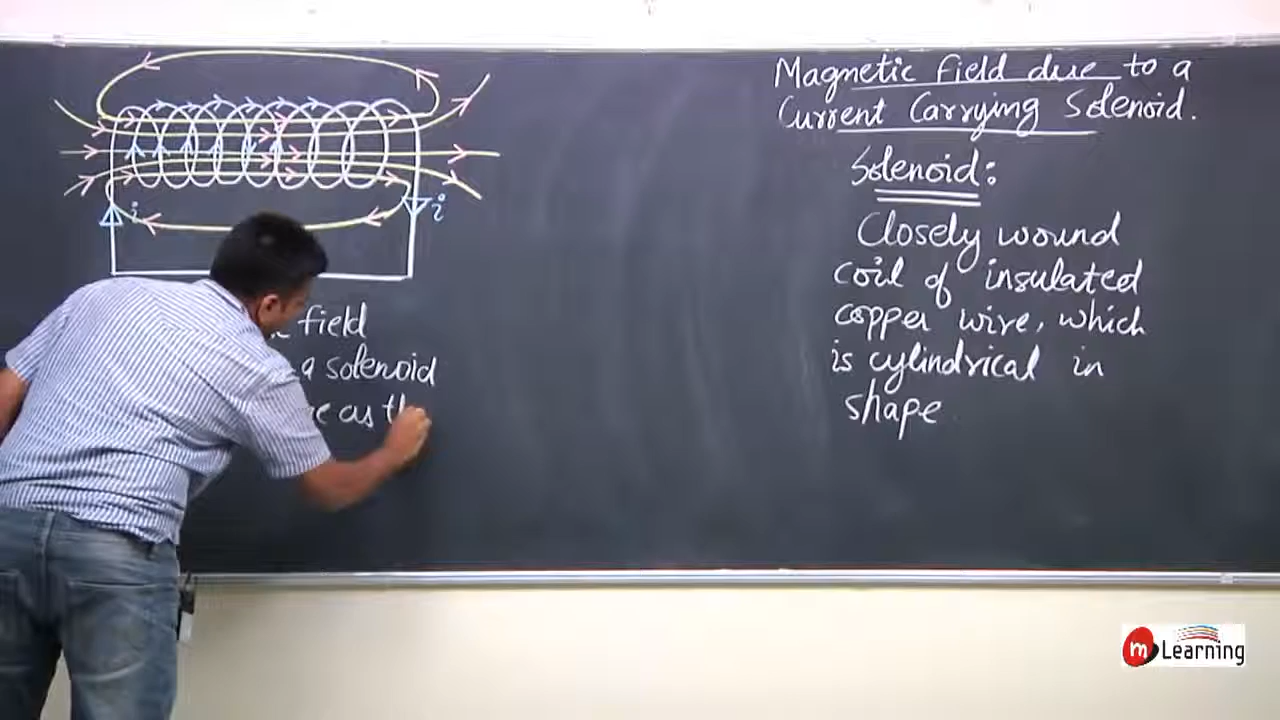 Magnetic field due to a
Current Carrying Solenoid.
Solenoid:
Closely wound
coil of insulated
copper wire, which
is cylindrical in
shape
i
i
field
a solenoid
as
m Learning